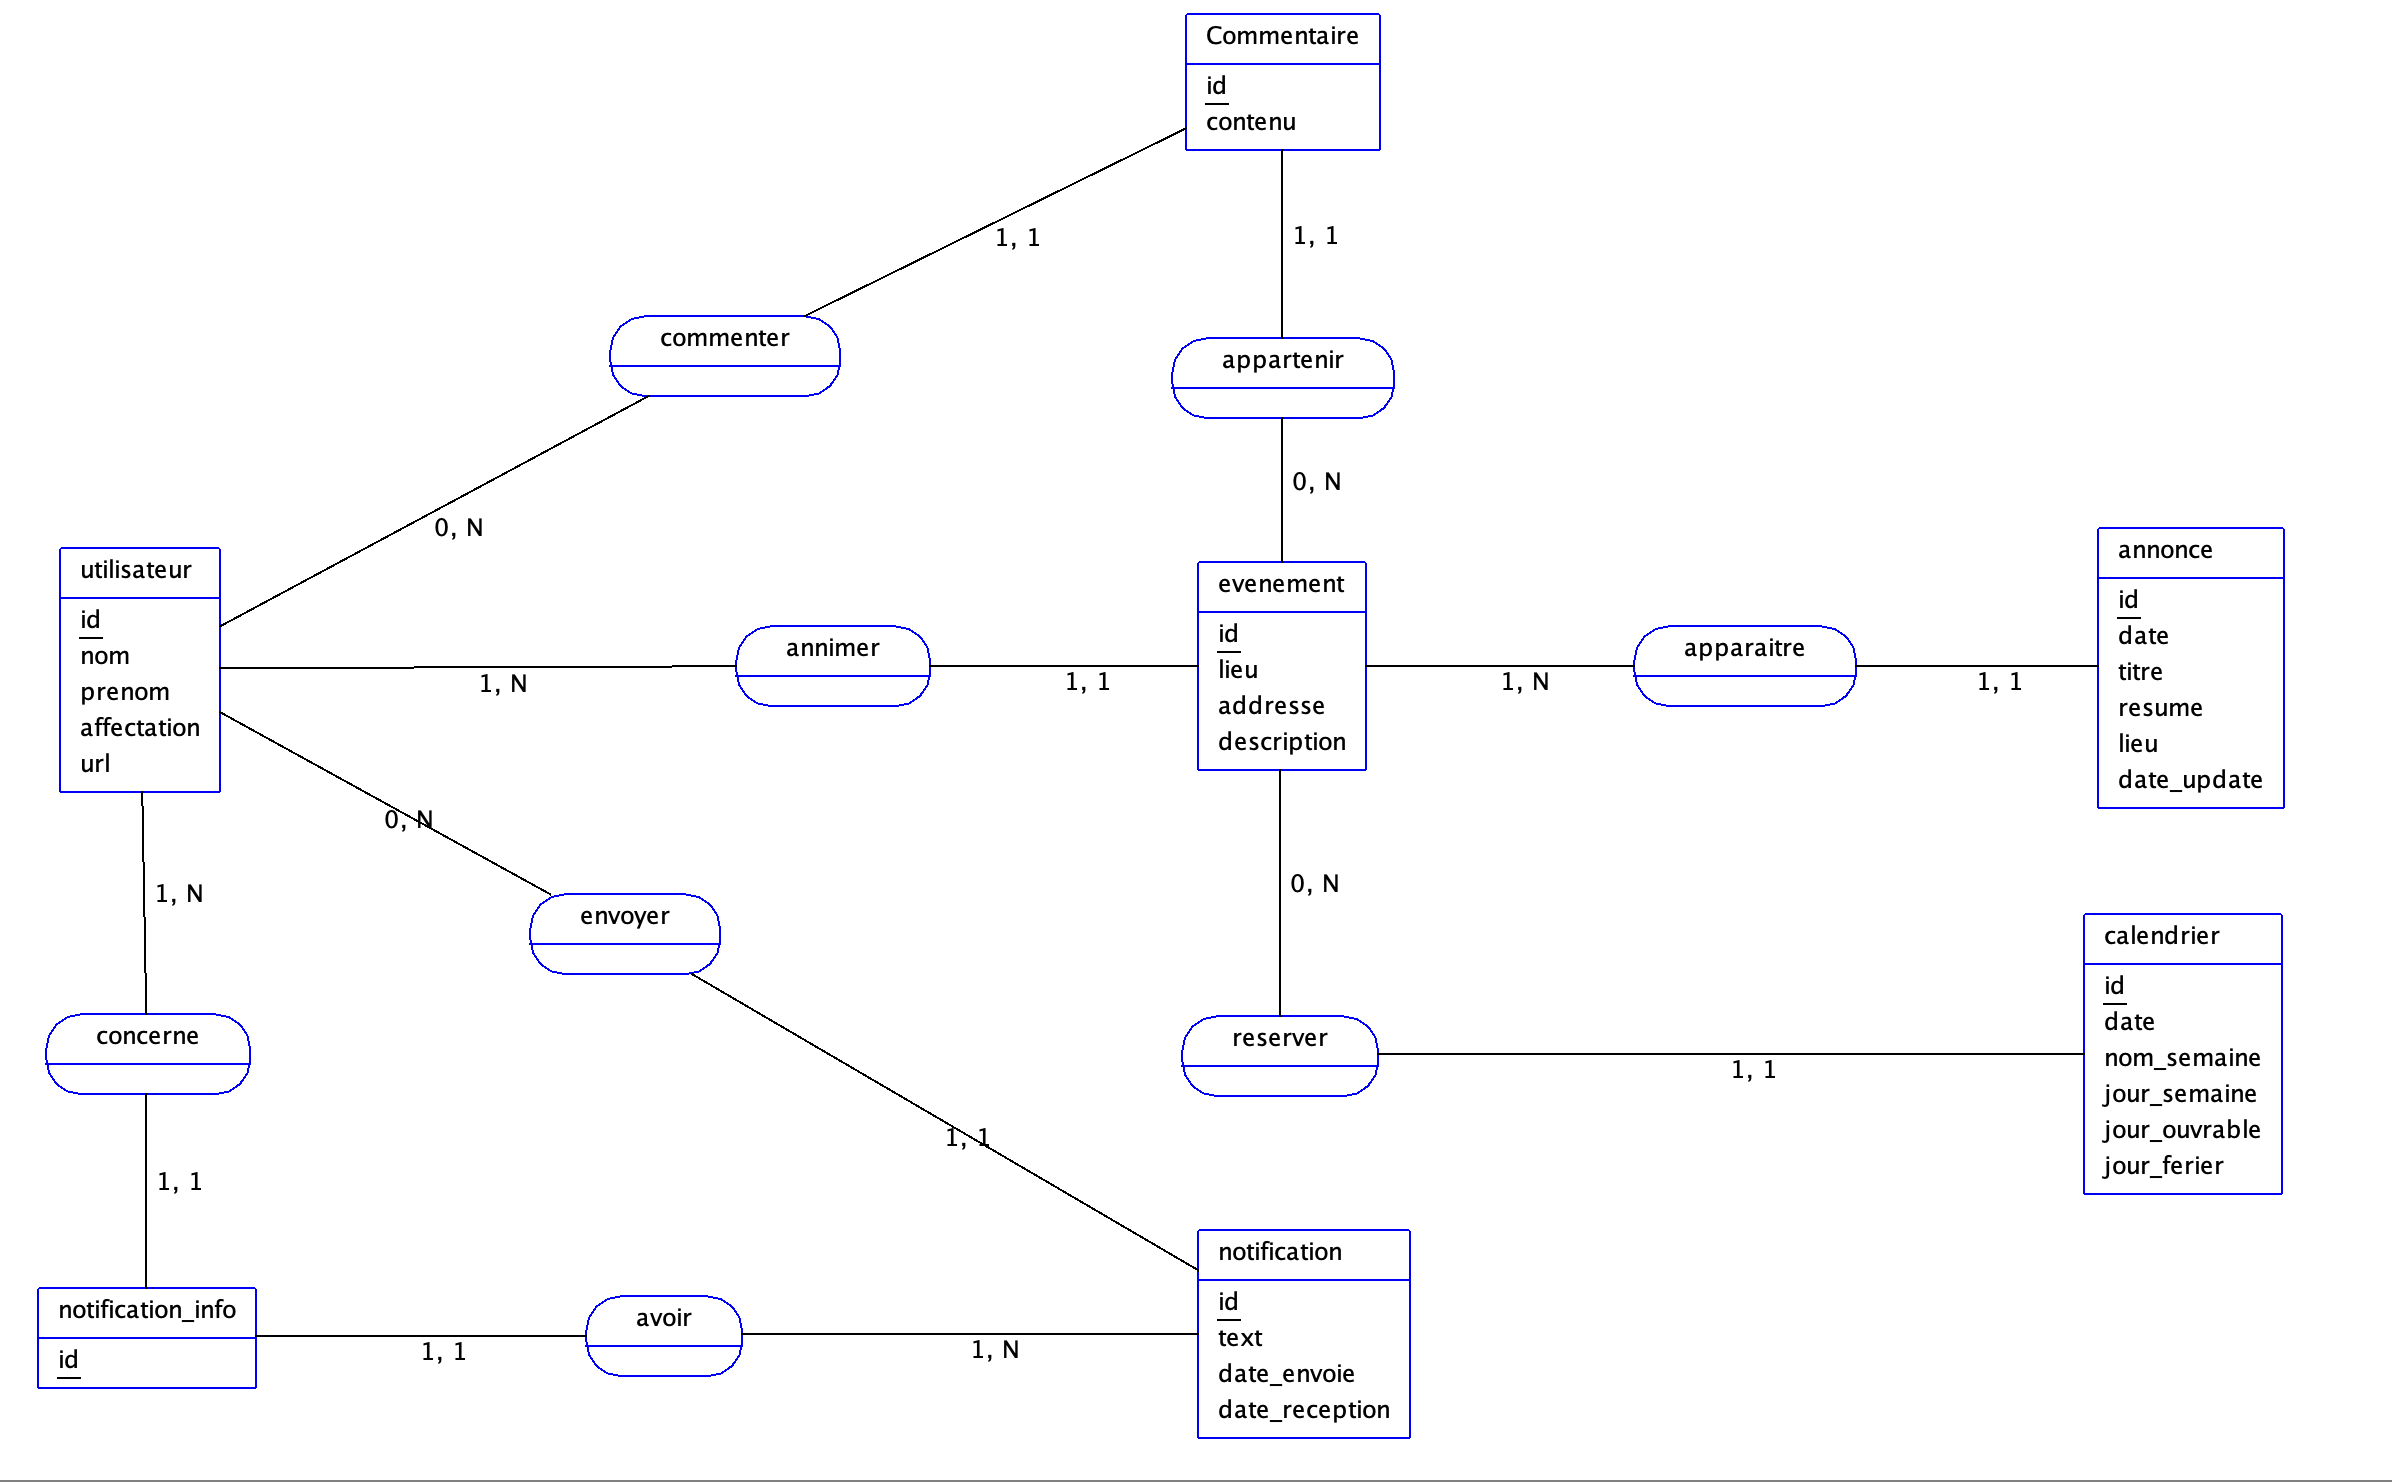 Commentaire
id
contenu
1, 1
1, 1
commenter
appartenir
0, N
0, N
utilisateur
id
nom
prenom
affectation
url
1, N
annimer
1, 1
evenement
id
lieu
addresse
description
1, N
apparaitre
1, 1
annonce
id
date
titre
resume
lieu
date_update
0, N
1, N
0, N
envoyer
concerne
reserver
1, 1
calendrier
id
date
nom_semaine
jour_semaine
jour_ouvrable
jour_ferier
1, 1
1, 1
notification_info
id
1, 1
avoir
1, N
notification
id
text
date_envoie
date_reception